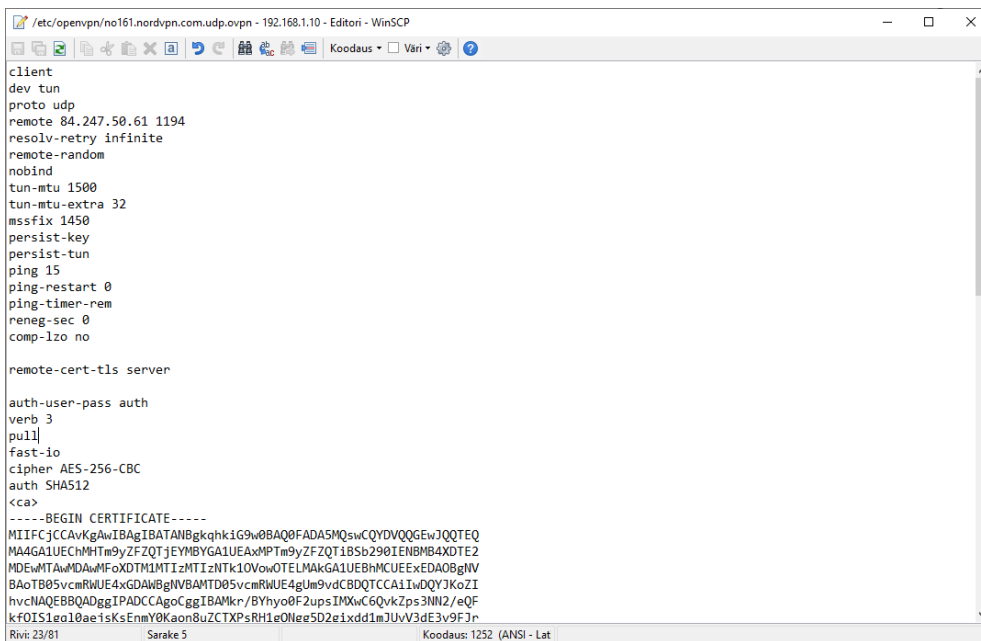 /etc/openvpn/no161.nordvpn.com.udp.ovpn - 192.168.1.10 - Editori - WinSCP
Koodaus Väri
client
dev tun
proto udp
remote 84.247.50.61 1194
resolv-retry infinite
remote-random
nobind
tun-mtu 1500
tun-mtu-extra 32
mssfix 1450
persist-key
persist-tun
ping 15
ping-restart 0
ping-timer-rem
reneg-sec 0
comp-lzo no
remote-cert-tls server
auth-user-pass auth
verb 3
pull
fast-io
cipher AES-256-CBC
auth SHA512
<ca>
-----BEGIN CERTIFICATE-----
MIIFCjCCAvKgAwIBAgIBATANBgkqhkiG9w0BAQ0FADA5MQswCQYDVQQGEwJQQTEQ
MA4GA1UEChMHTm9yZFZQTjEYMBYGA1UEAxMPTm9yZFZQTiBSb290IENBMB4XDTE2
MDEwMTAwMDAwMFoXDTM1MTIzMTIzNTk1OVowOTELMAkGA1UEBhMCUEExEDAOBgNV
BAoTB05vcmRWUE4xGDAWBgNVBAMTD05vcmRWUE4gUm9vdCBDQTCCAiIwDQYJKoZI
hvcNAQEBBQADggIPADCCAgoCggIBAMkr/BYhyo0F2upsIMXwC6QvkZps3NN2/eQF
kfQIS1gql0aejsKsEnmY0Kaon8uZCTXPsRH1gQNgg5D2gixdd1mJUvV3dE3y9FJr
Rivi: 23/81 Sarake 5 Koodaus: 1252 (ANSI - Lat